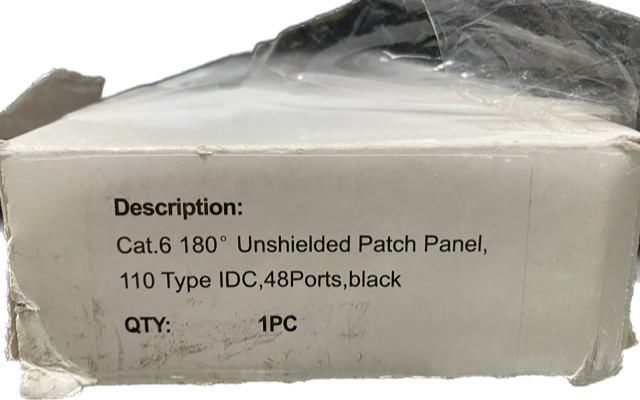 Description:
Cat.6 180° Unshielded Patch Panel,
110 Type IDC,48Ports,black
QTY: 1PC